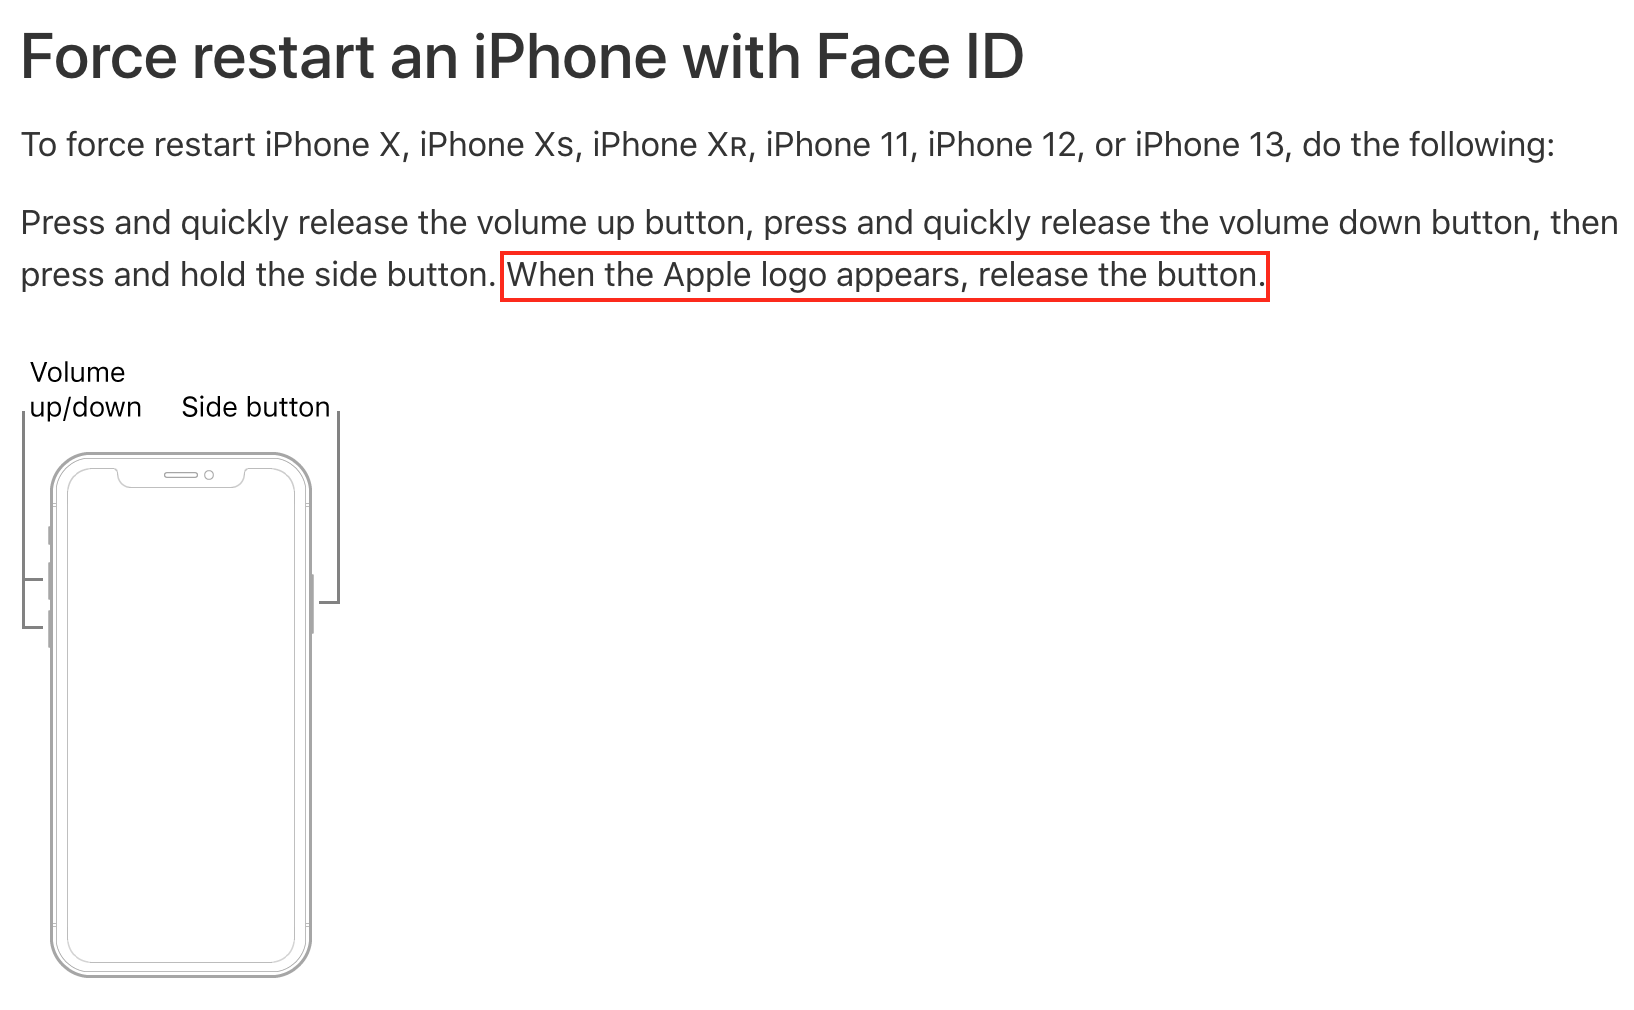 Force restart an iPhone with Face ID
To force restart iPhone X, iPhone Xs, iPhone XR, iPhone 11, iPhone 12, or iPhone 13, do the following:
Press and quickly release the volume up button, press and quickly release the volume down button, then
press and hold the side button. When the Apple logo appears, release the button.
Volume
up/down
Side button